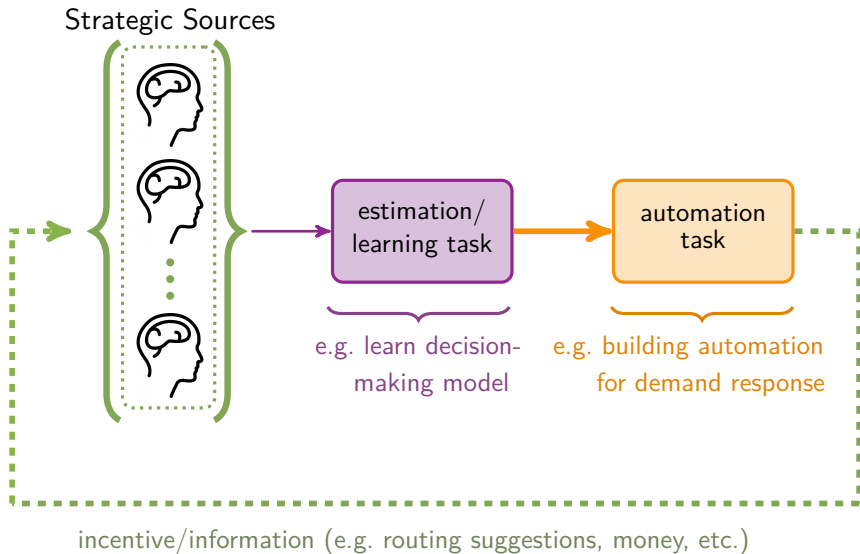 Strategic Sources
estimation/
learning task
automation
task
e.g. learn decision-
making model
e.g. building automation
for demand response
incentive/information (e.g. routing suggestions, money, etc.)